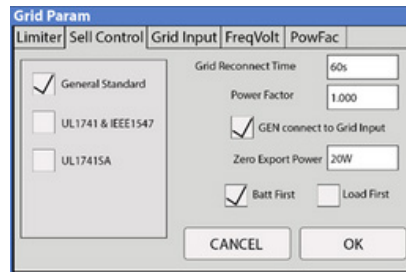 Grid Param
Limiter Sell Control Grid Input FreqVolt PowFac
General Standard
UL1741 & IEEE1547
UL1741SA
Grid Reconnect Time 60s
Power Factor 1.000
GEN connect to Grid Input
Zero Export Power 20W
Batt First Load First
CANCEL OK